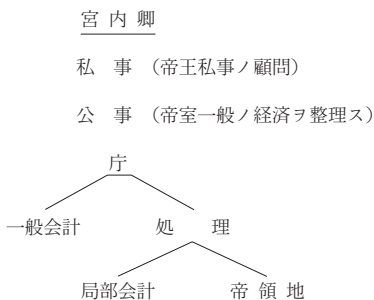 宮内卿
私事（帝王私事ノ顧問）
公事（帝室一般ノ経済ヲ整理ス）
庁
一般会計 処理
局部会計 帝領地